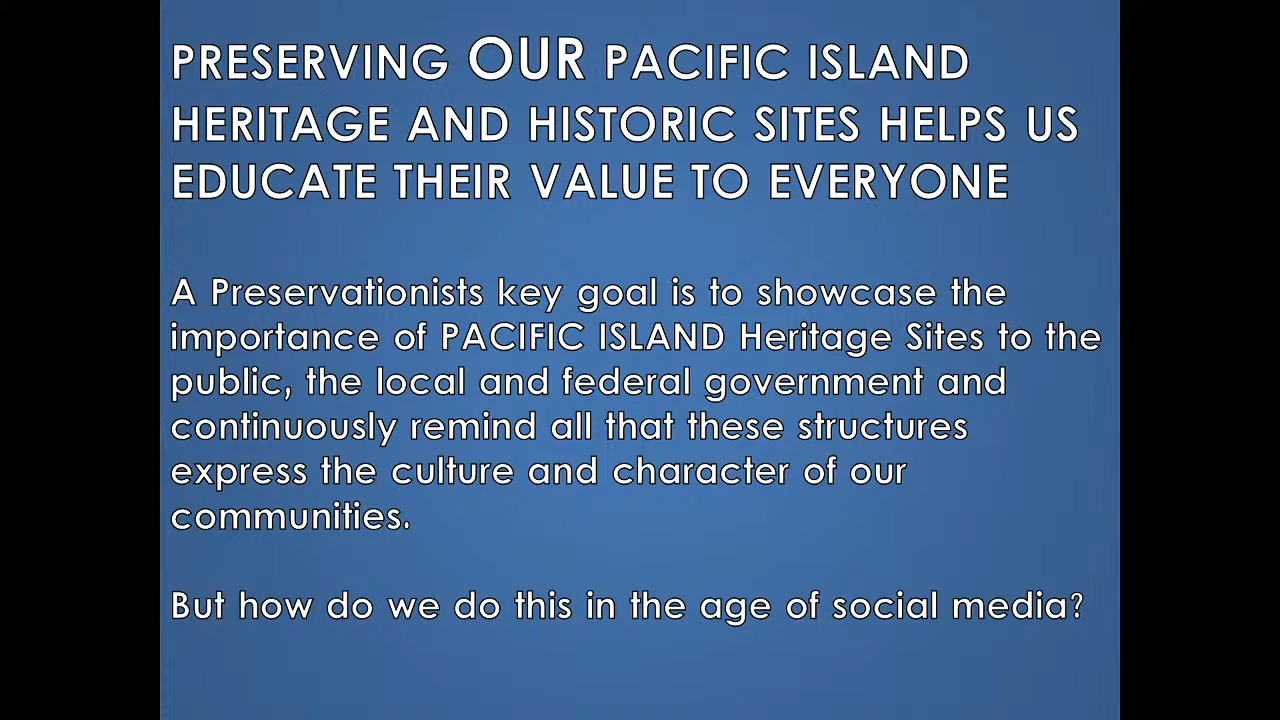 PRESERVING OUR PACIFIC ISLAND
HERITAGE AND HISTORIC SITES HELPS US
EDUCATE THEIR VALUE TO EVERYONE
A Preservationists key goal is to showcase the
importance of PACIFIC ISLAND Heritage Sites to the
public, the local and federal government and
continuously remind all that these structures
express the culture and character of our
communities.
But how do we do this in the age of social media?